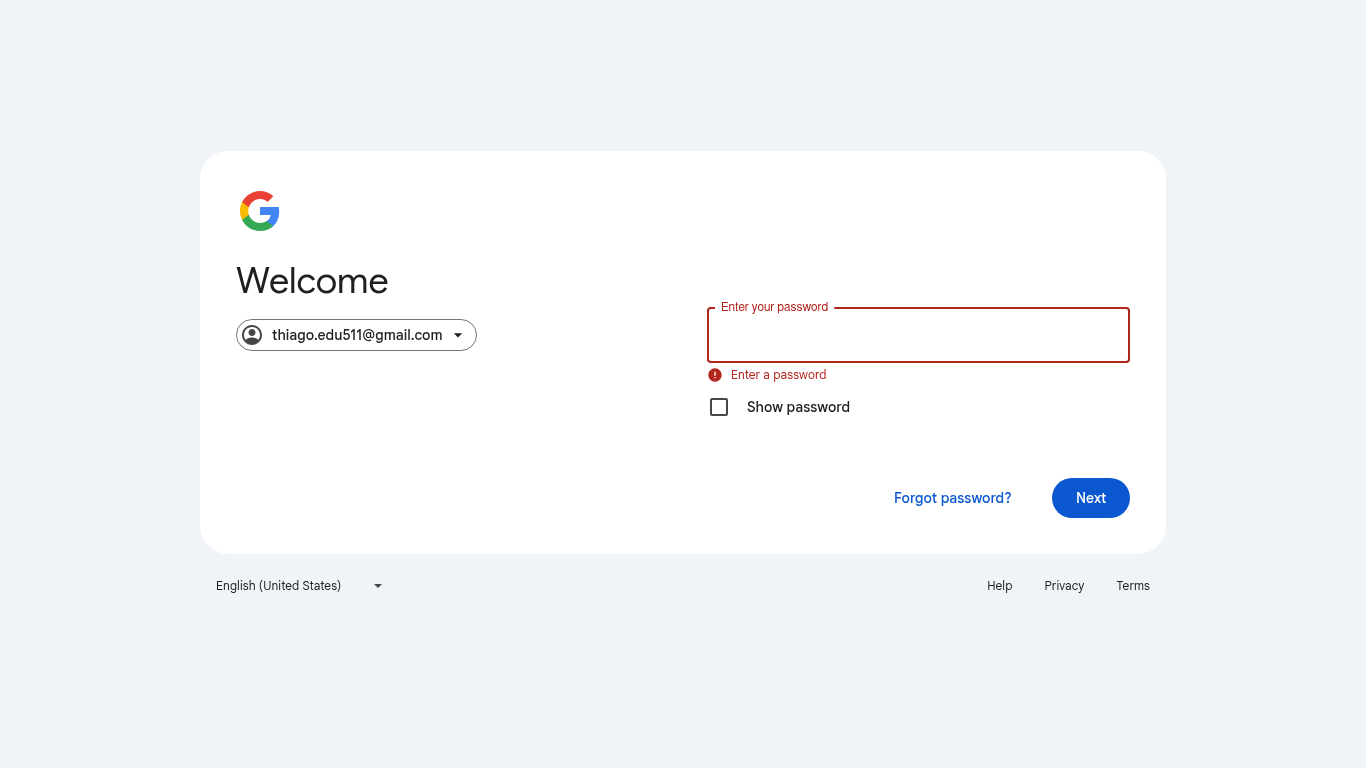 Welcome
thiago.edu511@gmail.com
Enter your password
Enter a password
Show password
Forgot password?
Next
English (United States)
Help
Privacy
Terms